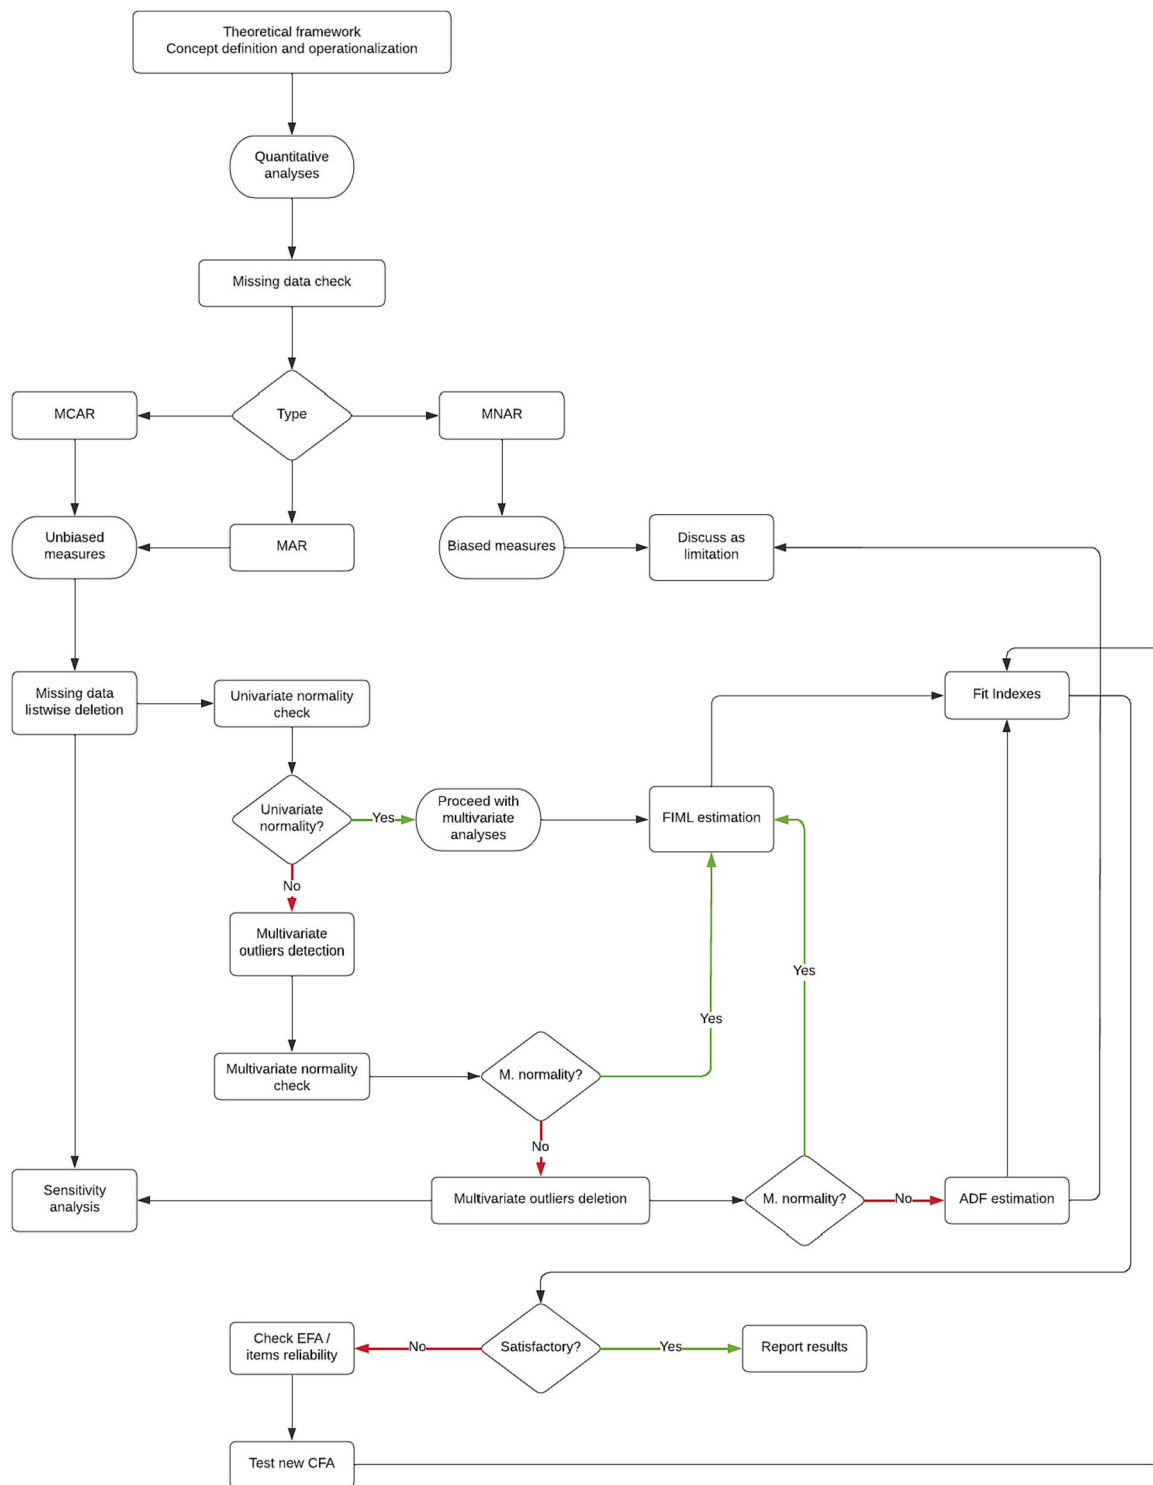 Theoretical framework
Concept definition and operationalization
Quantitative
analyses
Missing data check
MCAR
Type
MNAR
Unbiased
measures
MAR
Biased measures
Discuss as
limitation
Missing data
listwise deletion
Univariate normality
check
Fit Indexes
Univariate
normality?
Yes
Proceed with
multivariate
analyses
FIML estimation
No
Multivariate
outliers detection
Yes
Yes
Multivariate normality
check
M. normality?
No
Sensitivity
analysis
Multivariate outliers deletion
M. normality?
No
ADF estimation
Check EFA /
items reliability
No
Satisfactory?
Yes
Report results
Test new CFA